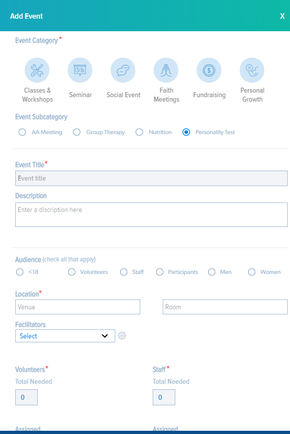 Add Event X
Event Category*
Classes & Workshops
Seminar
Social Event
Faith Meetings
Fundraising
Personal Growth
Event Subcategory
AA Meeting Group Therapy Nutrition Personality Test
Event Title*
Event title
Description
Enter a discription here
Audience (check all that apply)
<18 Volunteers Staff Participants Men Women
Location*
Venue Room
Facilitators
Select
Volunteers* Staff*
Total Needed Total Needed
0 0
Assigned Assigned